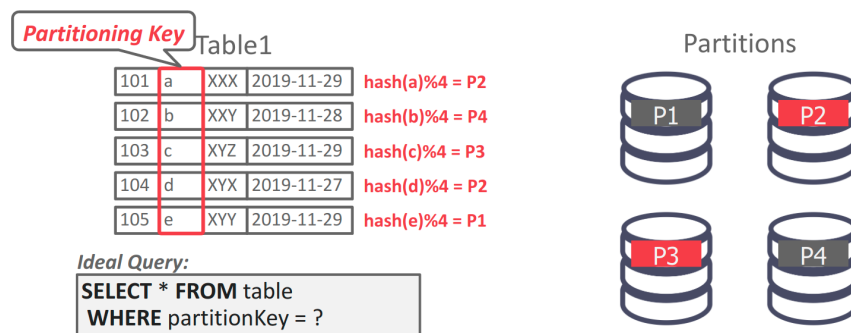 Partitioning Key
Table1
101 a XXX 2019-11-29 hash(a)%4 = P2
102 b XXY 2019-11-28 hash(b)%4 = P4
103 c XYZ 2019-11-29 hash(c)%4 = P3
104 d XYX 2019-11-27 hash(d)%4 = P2
105 e XYY 2019-11-29 hash(e)%4 = P1
Ideal Query:
SELECT * FROM table
WHERE partitionKey = ?
Partitions
P1 P2
P3 P4